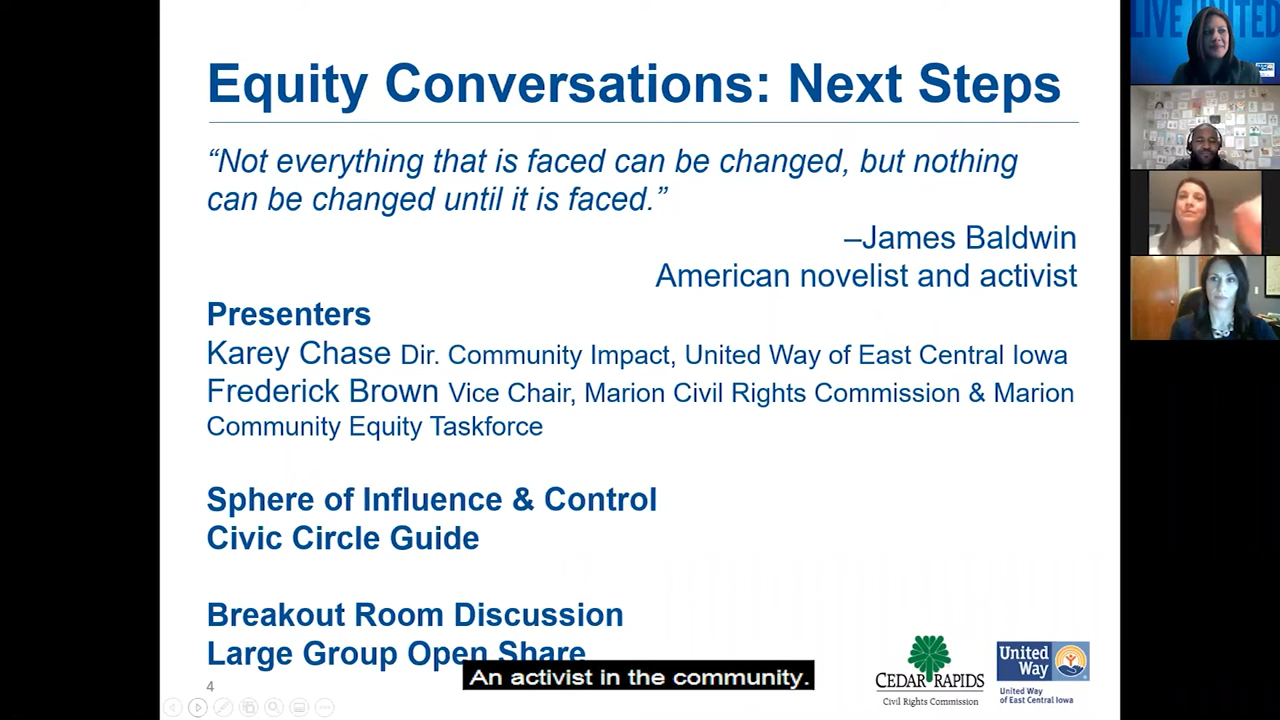 Equity Conversations: Next Steps
“Not everything that is faced can be changed, but nothing
can be changed until it is faced.”
–James Baldwin
American novelist and activist
Presenters
Karey Chase Dir. Community Impact, United Way of East Central Iowa
Frederick Brown Vice Chair, Marion Civil Rights Commission & Marion
Community Equity Taskforce
Sphere of Influence & Control
Civic Circle Guide
Breakout Room Discussion
Large Group Open Share
An activist in the community.
4
CEDAR RAPIDS
Civil Rights Commission
United
Way
United Way
of East Central Iowa
LIVE UNITED